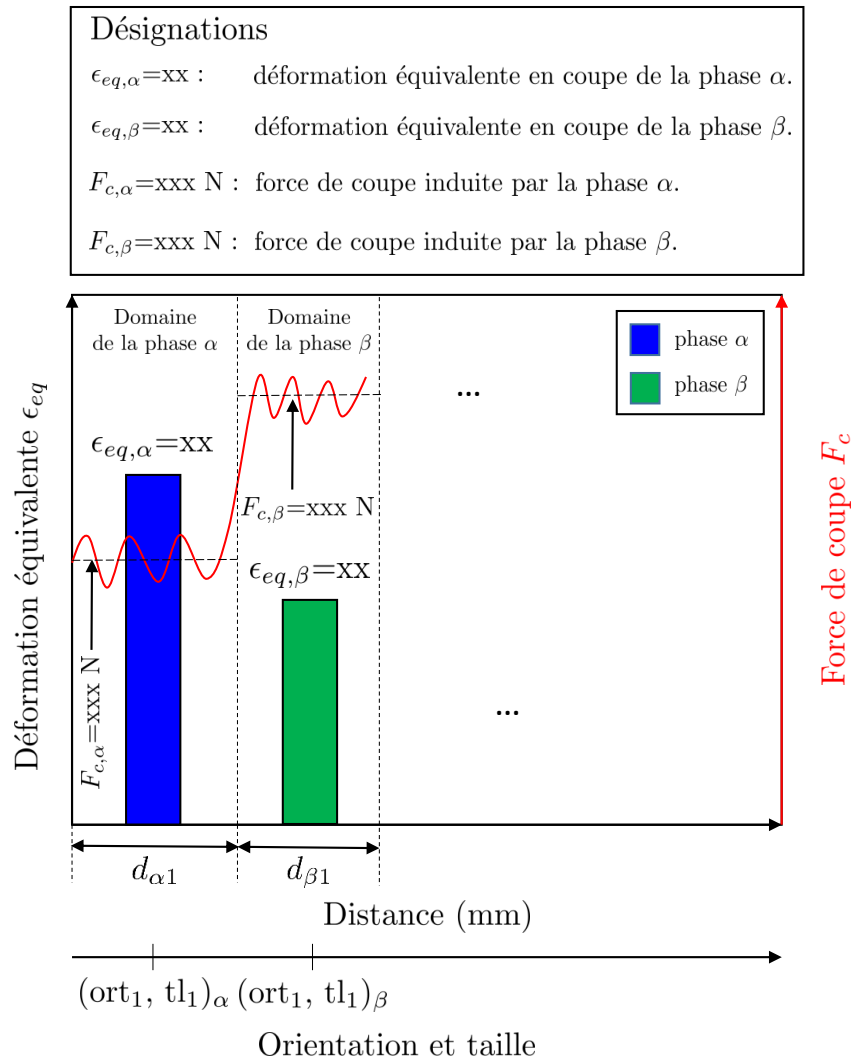 Désignations
ϵ_{eq,α}=xx : déformation équivalente en coupe de la phase α.
ϵ_{eq,β}=xx : déformation équivalente en coupe de la phase β.
F_{c,α}=xxx N : force de coupe induite par la phase α.
F_{c,β}=xxx N : force de coupe induite par la phase β.
Domaine
de la phase α
Domaine
de la phase β
phase α
phase β
...
ϵ_{eq,α}=xx
F_{c,β}=xxx N
ϵ_{eq,β}=xx
F_{c,α}=xxx N
...
Déformation équivalente ϵ_{eq}
Force de coupe F_c
d_{α1}
d_{β1}
Distance (mm)
(ort₁, tl₁)_α (ort₁, tl₁)_β
Orientation et taille